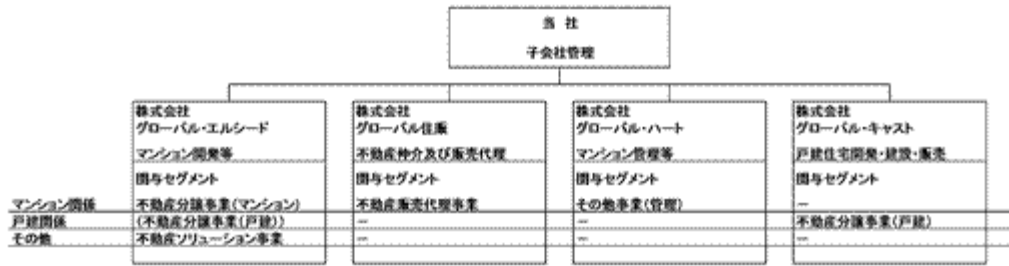 当 社
子会社管理
株式会社
グローバル・エルシード
マンション開発等
関与セグメント
株式会社
グローバル住販
不動産仲介及び販売代理
関与セグメント
株式会社
グローバル・ハート
マンション管理等
関与セグメント
株式会社
グローバル・キャスト
戸建住宅開発・建設・販売
関与セグメント
マンション関係 不動産分譲事業(マンション) 不動産販売代理事業 その他事業(管理) －
戸建関係 (不動産分譲事業(戸建)) － － 不動産分譲事業(戸建)
その他 不動産ソリューション事業 － － －